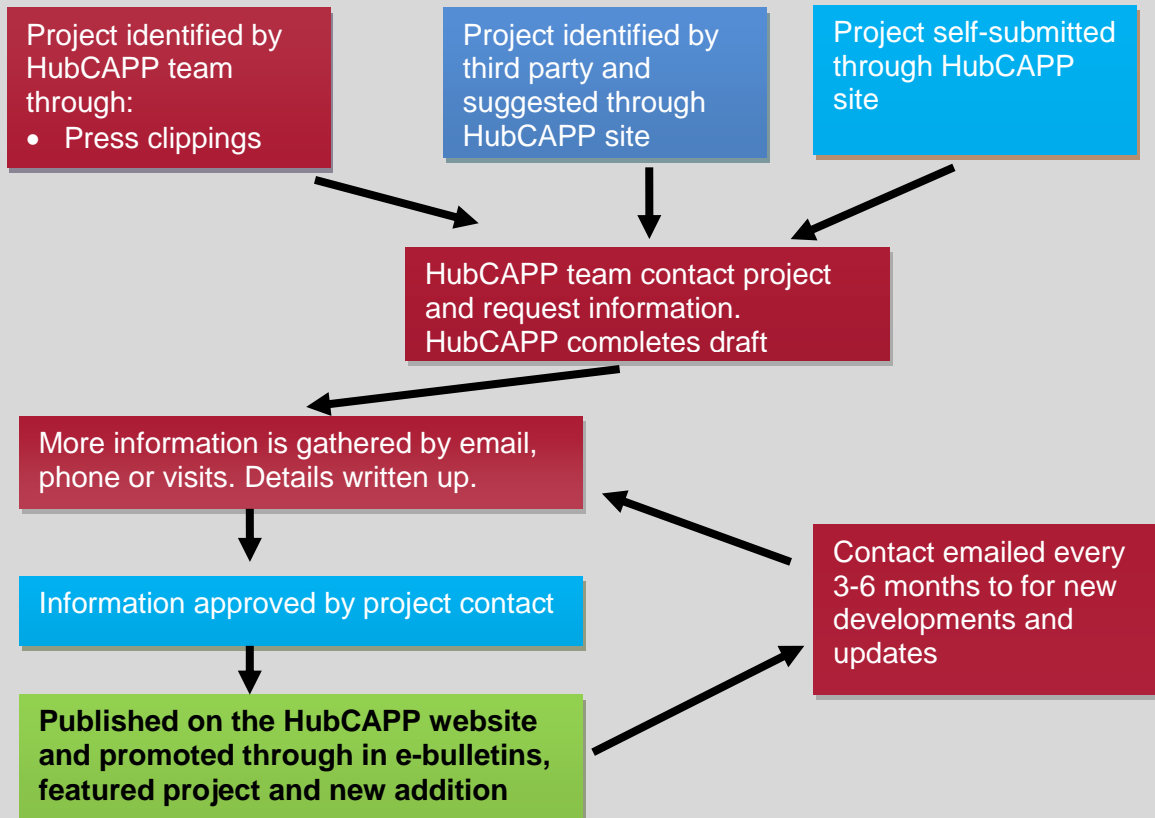 Project identified by
HubCAPP team
through:
• Press clippings
Project identified by
third party and
suggested through
HubCAPP site
Project self-submitted
through HubCAPP
site
HubCAPP team contact project
and request information.
HubCAPP completes draft
More information is gathered by email,
phone or visits. Details written up.
Contact emailed every
3-6 months to for new
developments and
updates
Information approved by project contact
Published on the HubCAPP website
and promoted through in e-bulletins,
featured project and new addition